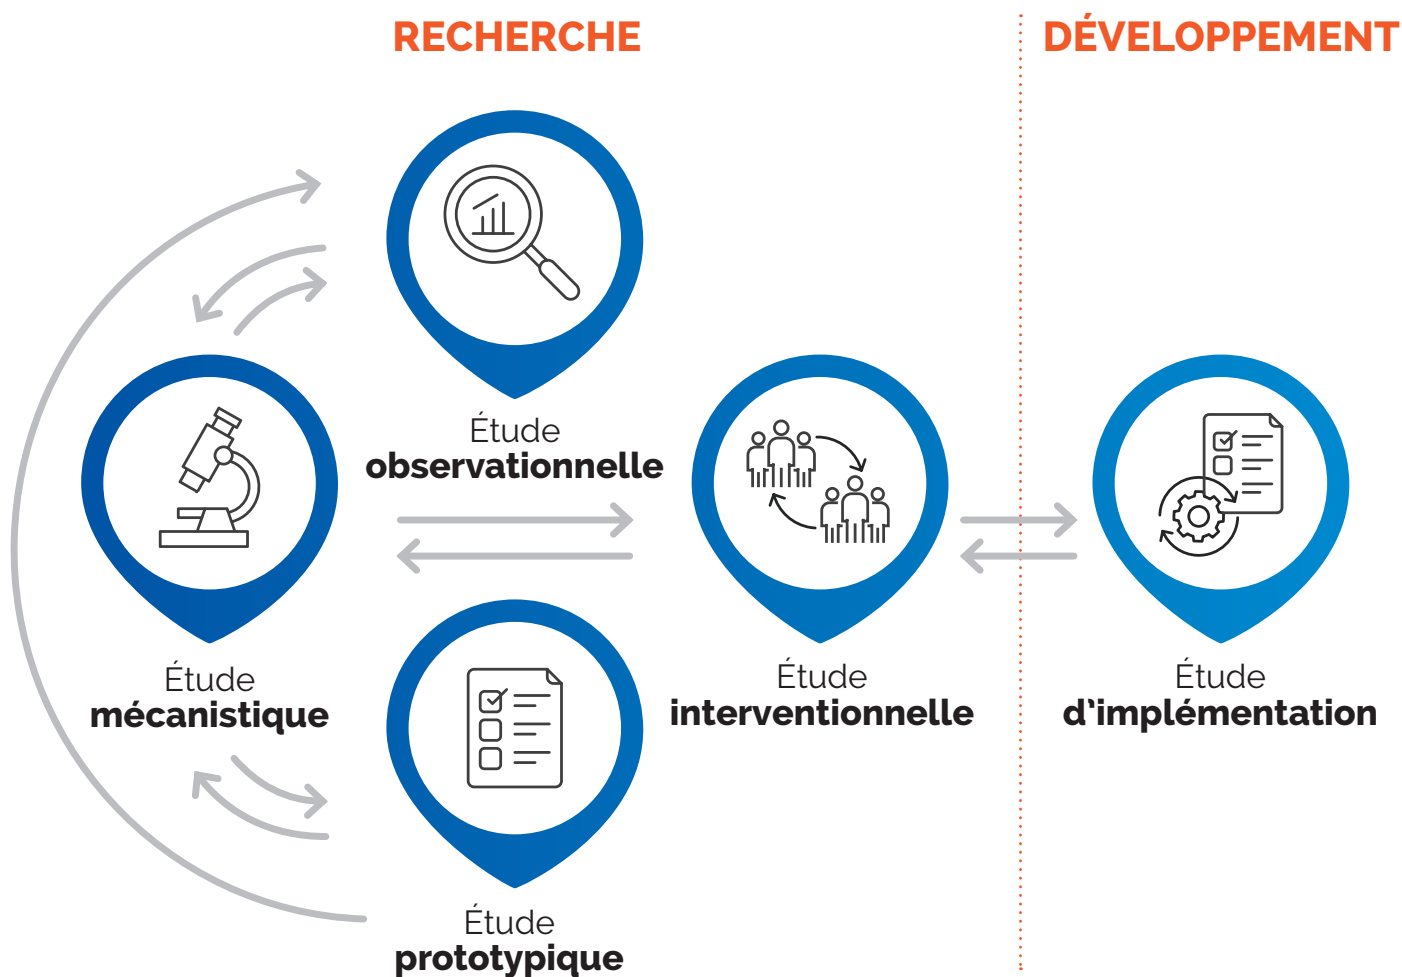 RECHERCHE
DÉVELOPPEMENT
Étude
observationnelle
Étude
mécanistique
Étude
interventionnelle
Étude
d'implémentation
Étude
prototypique